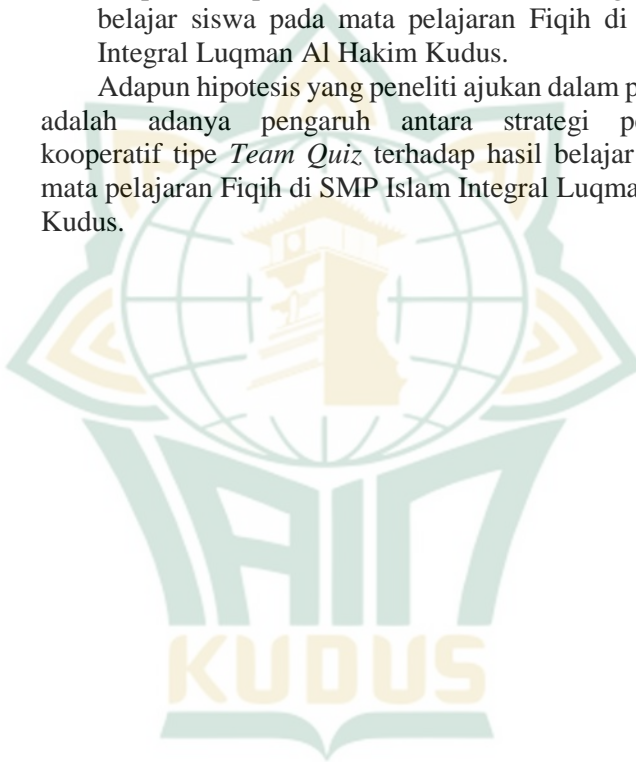 belajar siswa pada mata pelajaran Fiqih di
Integral Luqman Al Hakim Kudus.
Adapun hipotesis yang peneliti ajukan dalam p
adalah adanya pengaruh antara strategi pe
kooperatif tipe Team Quiz terhadap hasil belajar
mata pelajaran Fiqih di SMP Islam Integral Luqma
Kudus.
IAIN
KUDUS